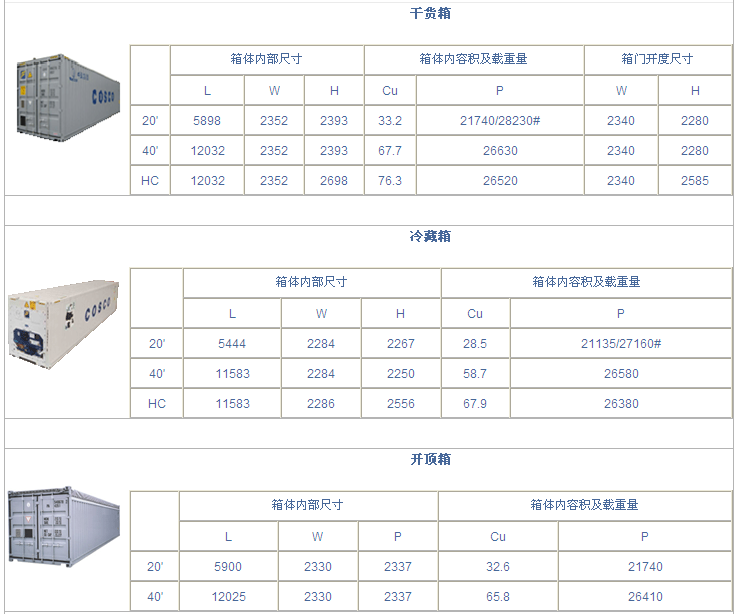 干货箱
箱体内部尺寸 箱体内容积及载重量 箱门开度尺寸
L W H Cu P W H
20' 5898 2352 2393 33.2 21740/28230# 2340 2280
40' 12032 2352 2393 67.7 26630 2340 2280
HC 12032 2352 2698 76.3 26520 2340 2585
COSCO
冷藏箱
箱体内部尺寸 箱体内容积及载重量
L W H Cu P
20' 5444 2284 2267 28.5 21135/27160#
40' 11583 2284 2250 58.7 26580
HC 11583 2286 2556 67.9 26380
COSCO
开顶箱
箱体内部尺寸 箱体内容积及载重量
L W P Cu P
20' 5900 2330 2337 32.6 21740
40' 12025 2330 2337 65.8 26410